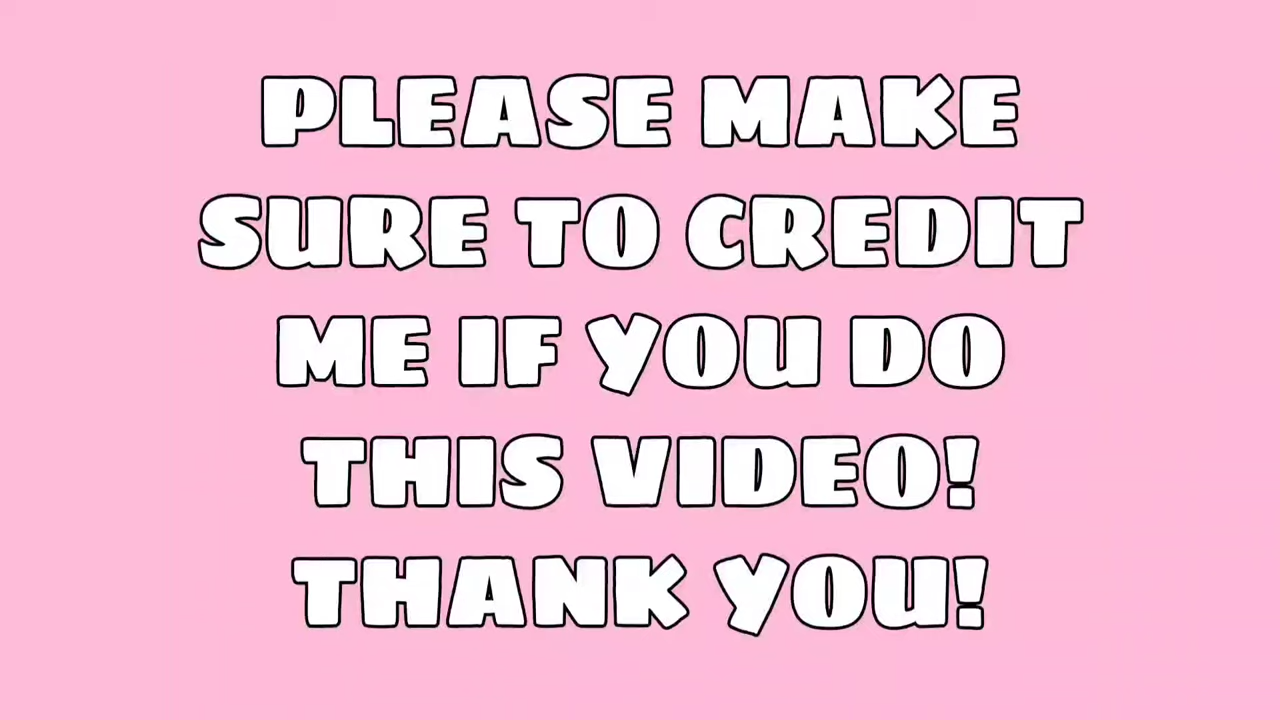 PLEASE MAKE
SURE TO CREDIT
ME IF YOU DO
THIS VIDEO!
THANK YOU!